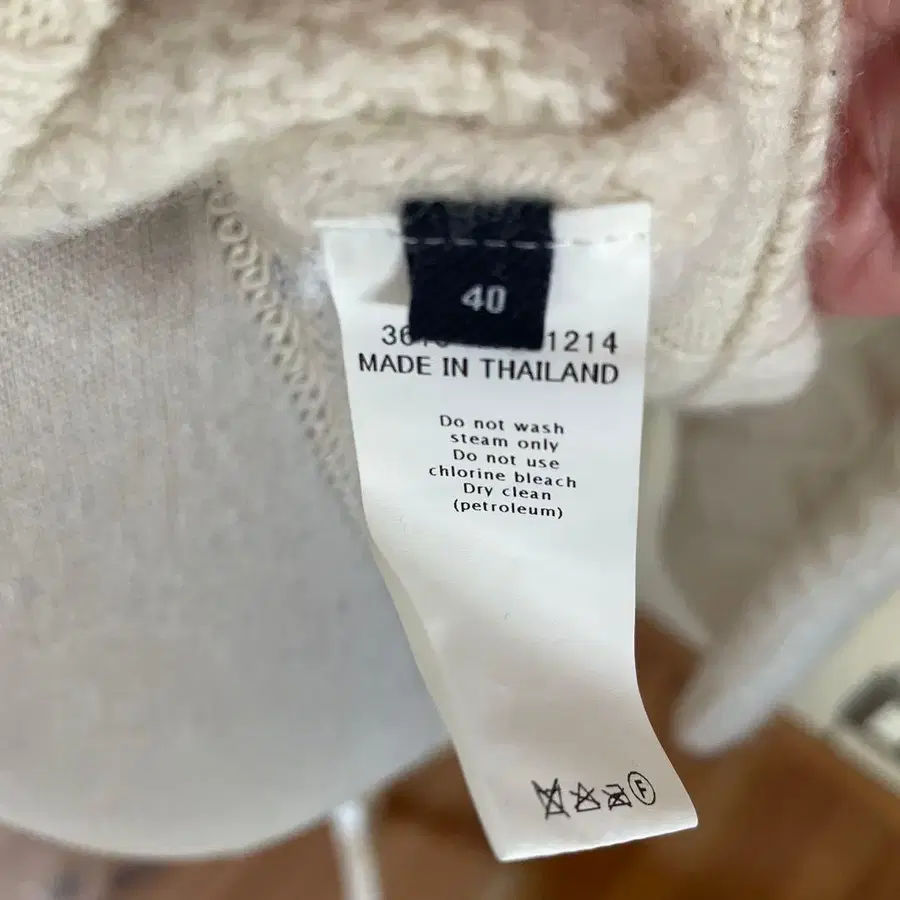 40
1214
MADE IN THAILAND
Do not wash
steam only
Do not use
chlorine bleach
Dry clean
(petroleum)
F